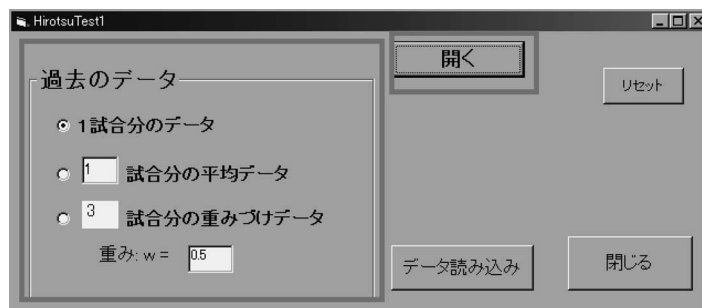 HirotsuTest1
過去のデータ
1試合分のデータ
1 試合分の平均データ
3 試合分の重みづけデータ
重み: w = 0.5
開く
リセット
データ読み込み
閉じる